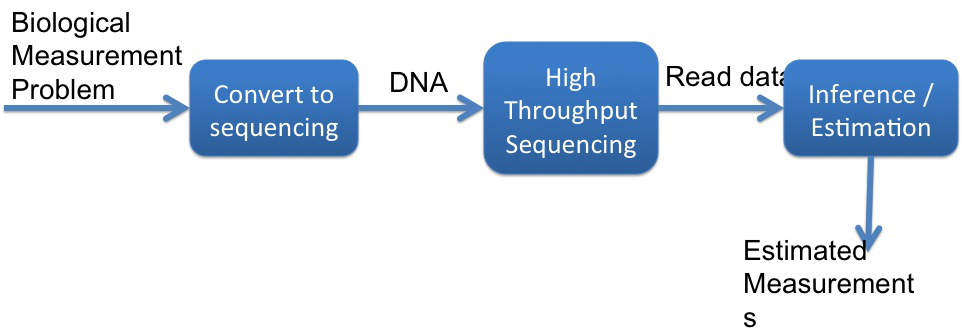 Biological
Measurement
Problem
Convert to
sequencing
DNA
High
Throughput
Sequencing
Read data
Inference /
Estimation
Estimated
Measurement
s